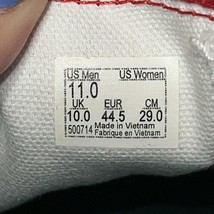 US Men US Women
11.0
UK EUR CM
10.0 44.5 29.0
500714 Made in Vietnam
Fabriqué en Vietnam